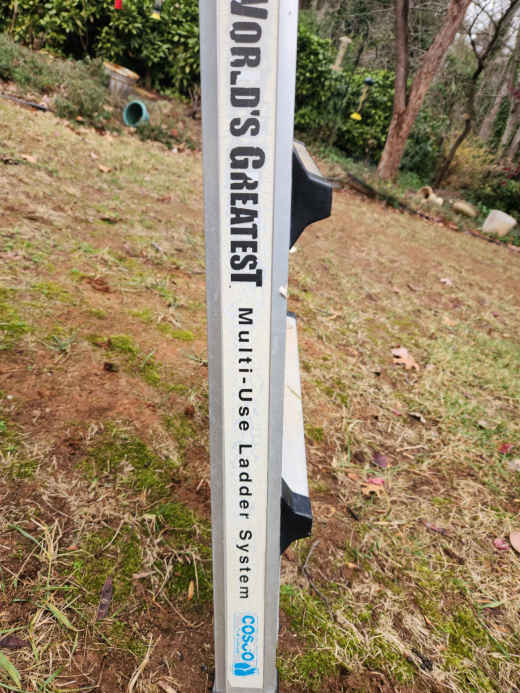 WORLD'S GREATEST
Multi-Use Ladder System
COSCO